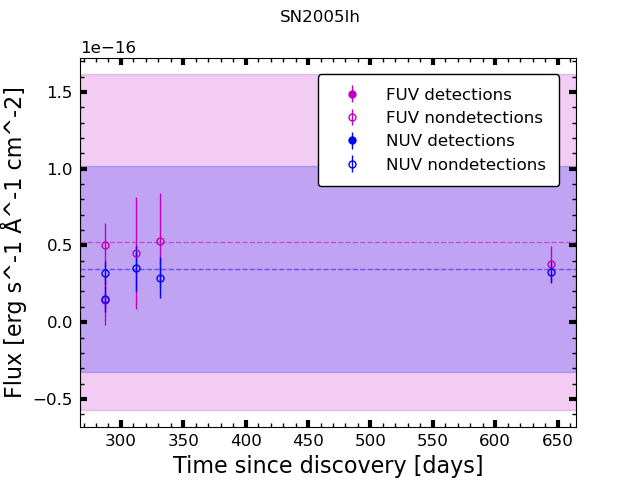 SN2005lh
1e−16
FUV detections
FUV nondetections
NUV detections
NUV nondetections
1.5
1.0
0.5
0.0
−0.5
Flux [erg s^-1 Å^-1 cm^-2]
300 350 400 450 500 550 600 650
Time since discovery [days]